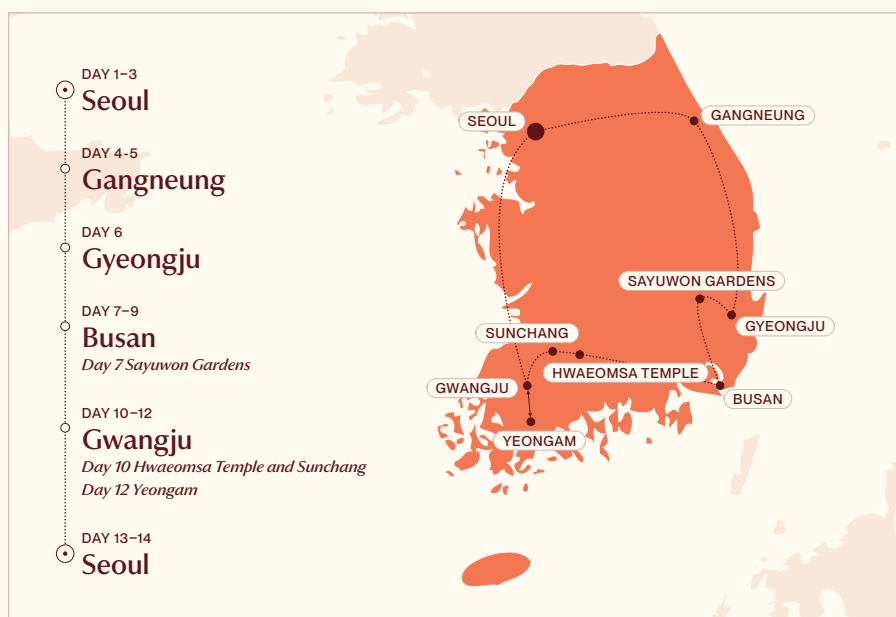 DAY 1–3
Seoul
DAY 4-5
Gangneung
DAY 6
Gyeongju
DAY 7–9
Busan
Day 7 Sayuwon Gardens
DAY 10–12
Gwangju
Day 10 Hwaeomsa Temple and Sunchang
Day 12 Yeongam
DAY 13–14
Seoul
SEOUL
GANGNEUNG
SAYUWON GARDENS
GYEONGJU
SUNCHANG
HWAEOMSA TEMPLE
GWANGJU
BUSAN
YEONGAM